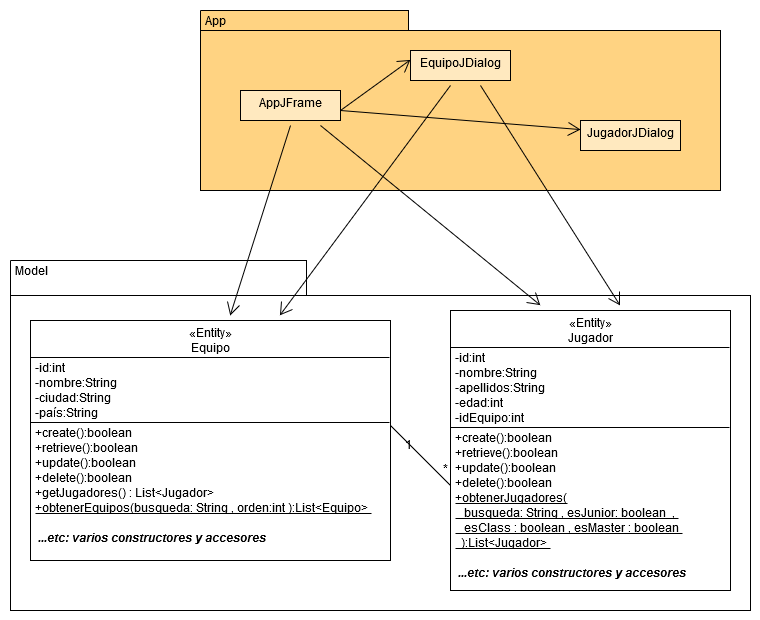 App
EquipoJDialog
AppJFrame
JugadorJDialog
Model
«Entity»
Equipo
-id:int
-nombre:String
-ciudad:String
-país:String
+create():boolean
+retrieve():boolean
+update():boolean
+delete():boolean
+getJugadores() : List<Jugador>
+obtenerEquipos(busqueda: String , orden:int ):List<Equipo>
...etc: varios constructores y accesores
1
*
«Entity»
Jugador
-id:int
-nombre:String
-apellidos:String
-edad:int
-idEquipo:int
+create():boolean
+retrieve():boolean
+update():boolean
+delete():boolean
+obtenerJugadores(
busqueda: String , esJunior: boolean ,
esClass : boolean , esMaster : boolean
):List<Jugador>
...etc: varios constructores y accesores